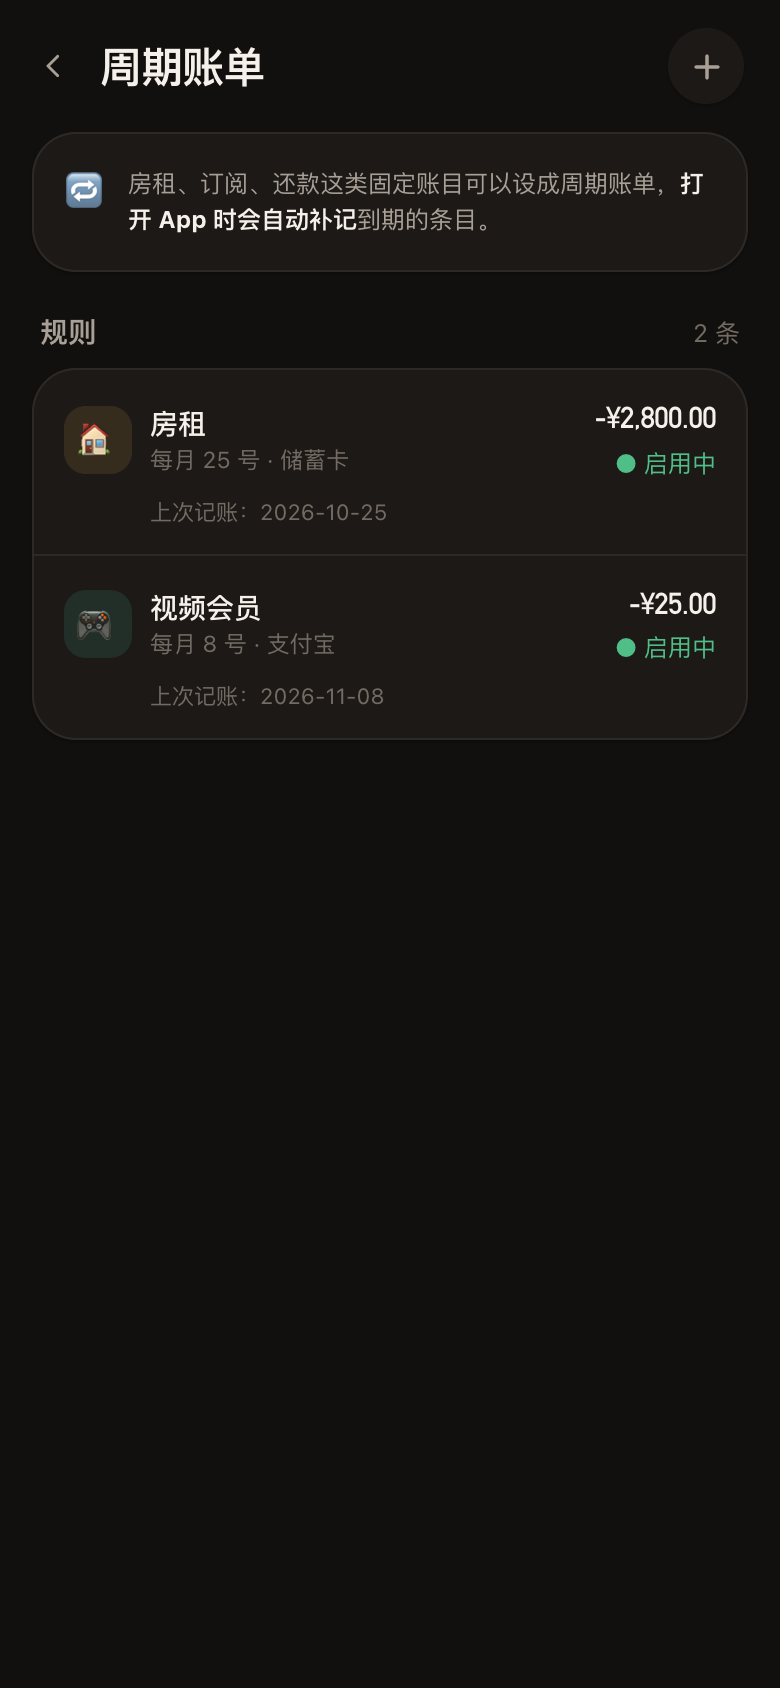 周期账单
房租、订阅、还款这类固定账目可以设成周期账单，打
开 App 时会自动补记到期的条目。
规则
2 条
房租
-¥2,800.00
每月 25 号 · 储蓄卡
启用中
上次记账：2026-10-25
视频会员
-¥25.00
每月 8 号 · 支付宝
启用中
上次记账：2026-11-08